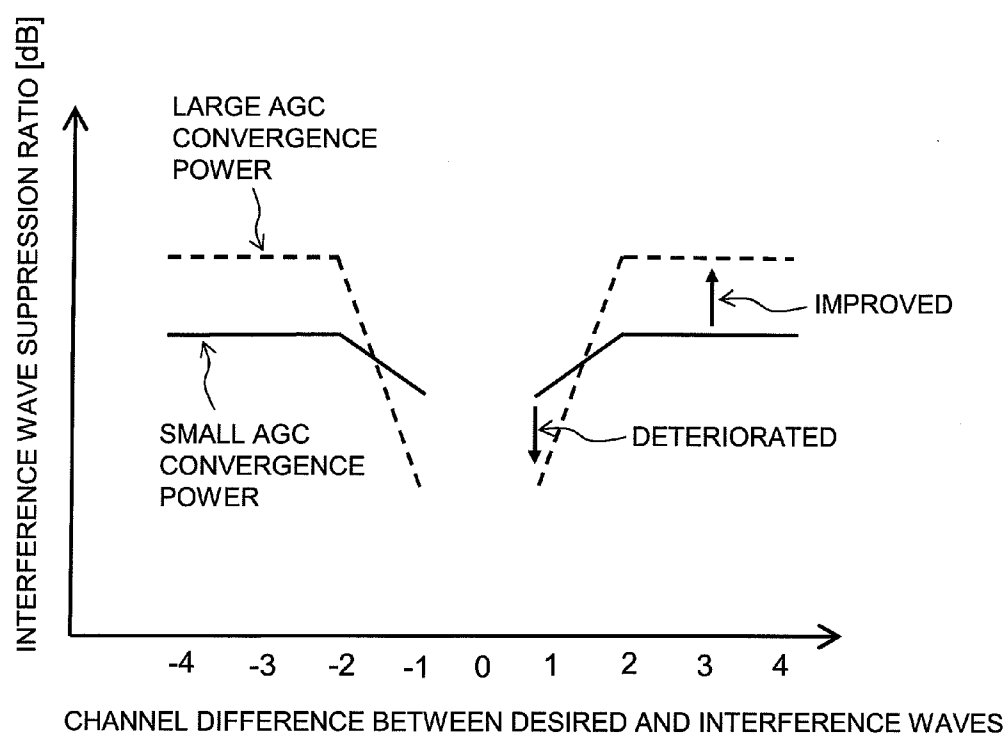 INTERFERENCE WAVE SUPPRESSION RATIO [dB]
LARGE AGC
CONVERGENCE
POWER
IMPROVED
SMALL AGC
CONVERGENCE
POWER
DETERIORATED
-4 -3 -2 -1 0 1 2 3 4
CHANNEL DIFFERENCE BETWEEN DESIRED AND INTERFERENCE WAVES